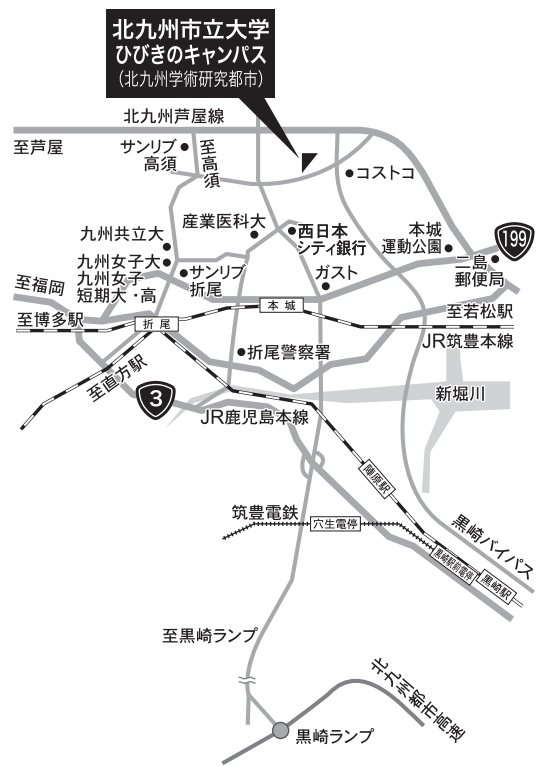 北九州市立大学
ひびきのキャンパス
（北九州学術研究都市）
北九州芦屋線
至芦屋
サンリブ
高須
至高須
コストコ
産業医科大
西日本
シティ銀行
本城
運動公園
199
九州共立大
九州女子大
九州女子
短期大・高
サンリブ
折尾
ガスト
二島
郵便局
至福岡
至博多駅
折尾
本城
至若松駅
JR筑豊本線
折尾警察署
至直方駅
3
新堀川
JR鹿児島本線
陣原駅
筑豊電鉄
穴生電停
黒崎バイパス
黒崎駅前電停
黒崎駅
至黒崎ランプ
北九州都市高速
黒崎ランプ